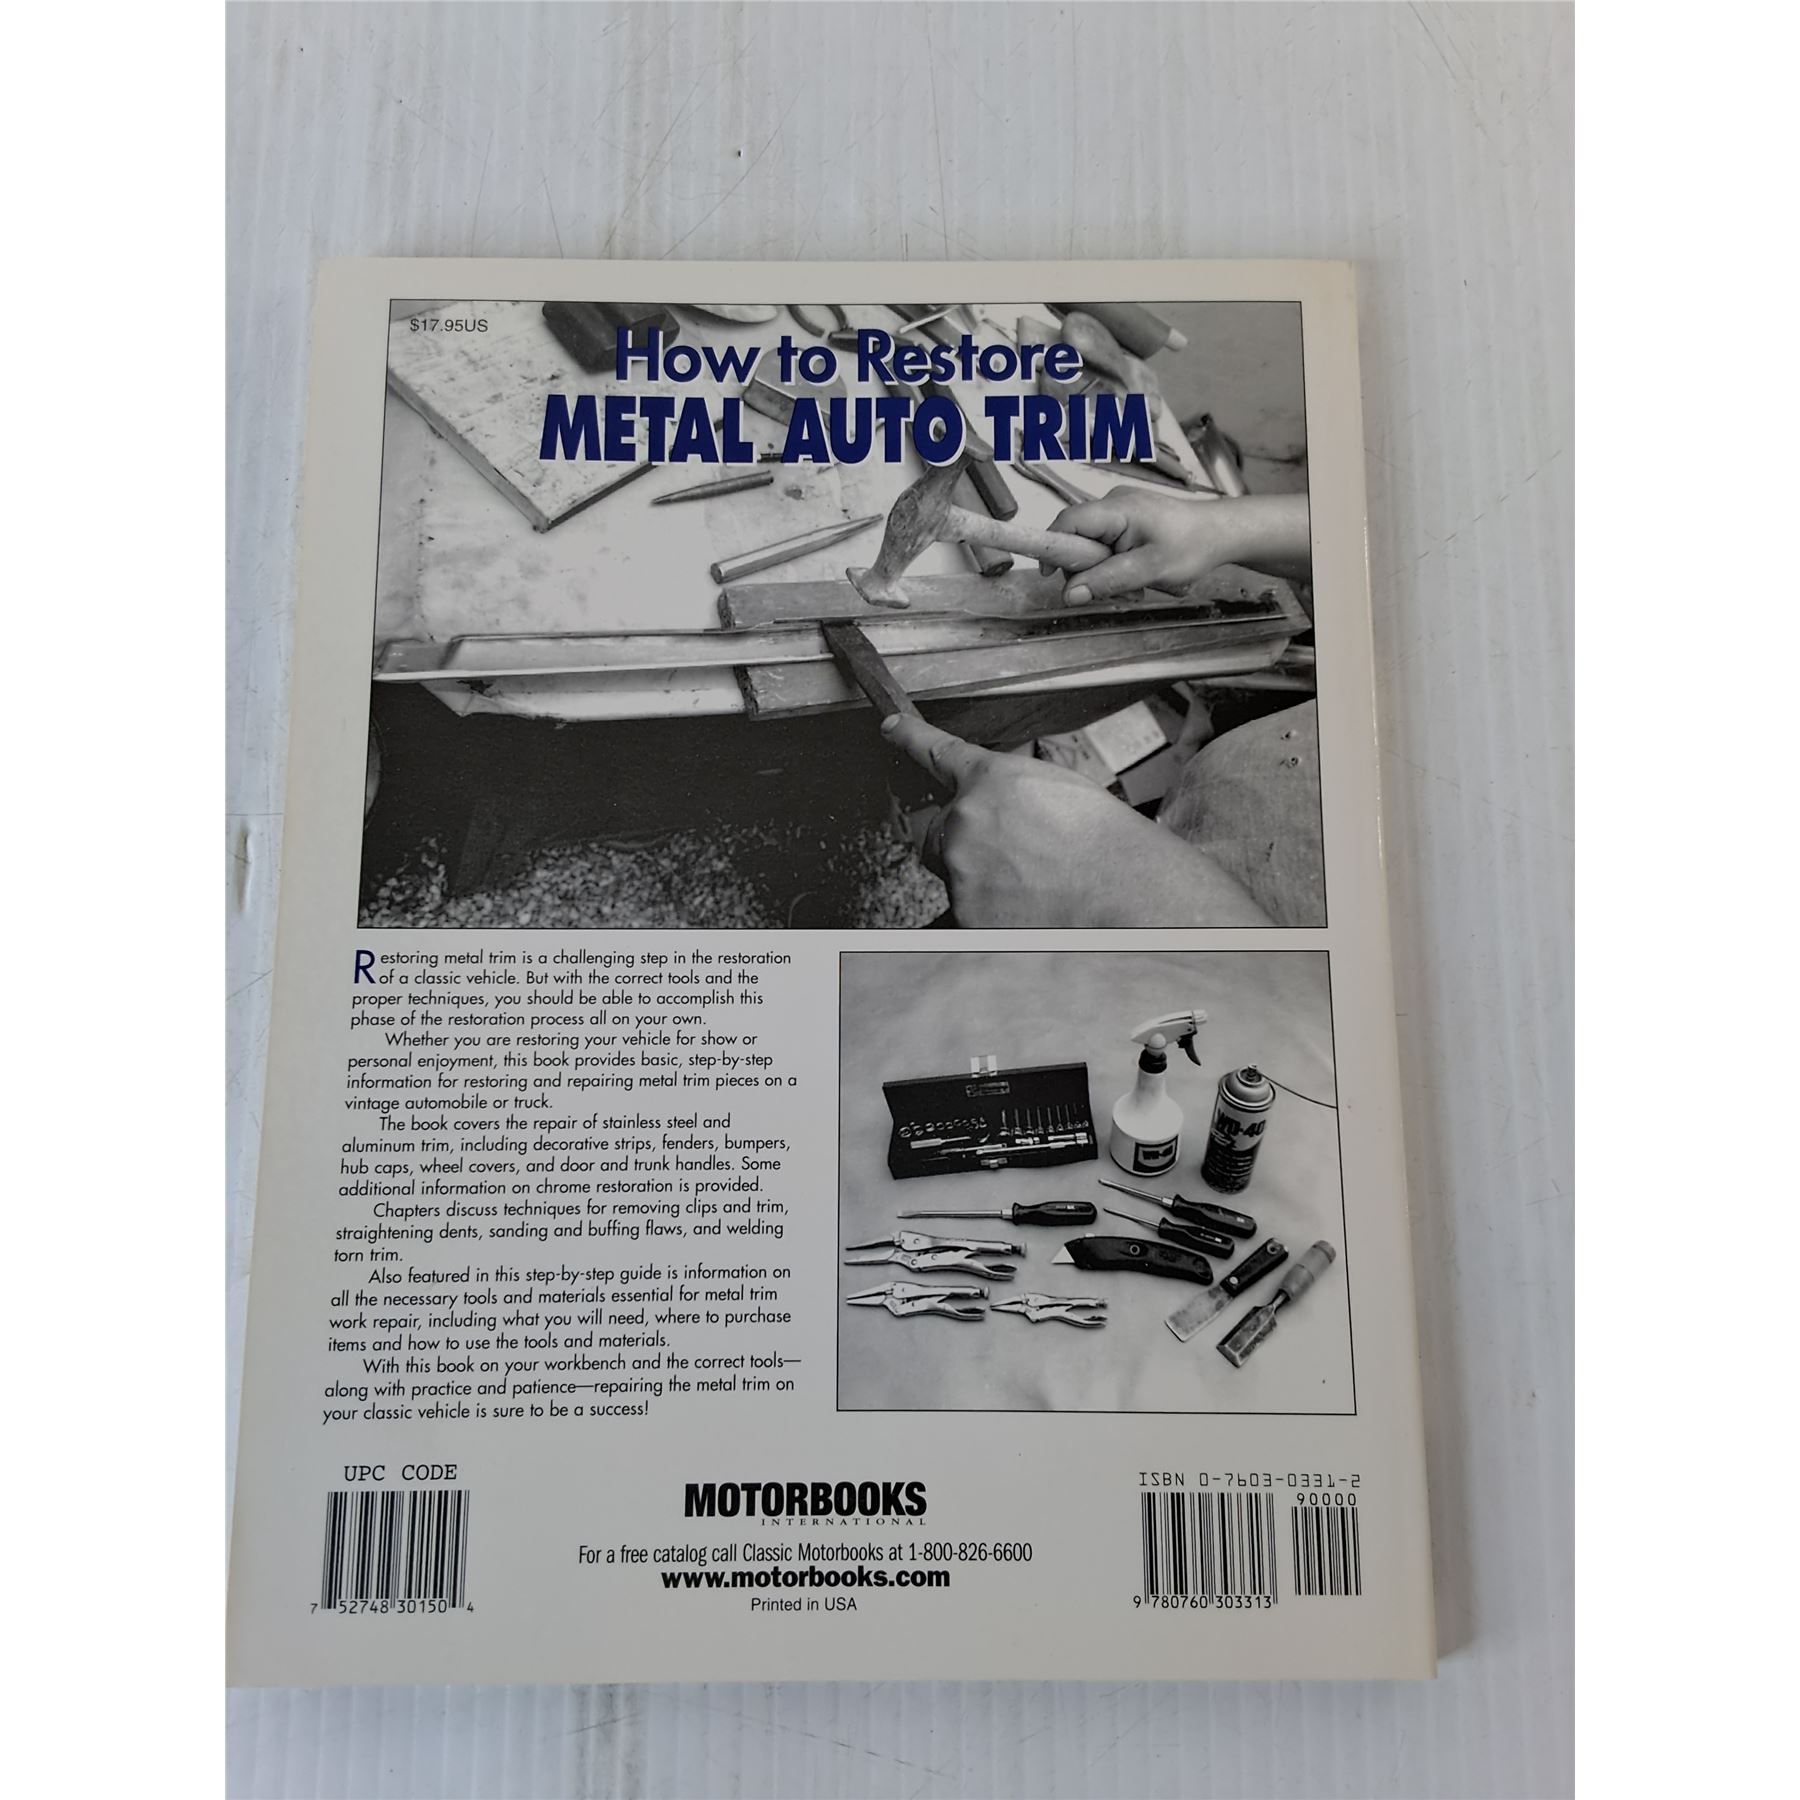 $17.95US
How to Restore
METAL AUTO TRIM
Restoring metal trim is a challenging step in the restoration
of a classic vehicle. But with the correct tools and the
proper techniques, you should be able to accomplish this
phase of the restoration process all on your own.
Whether you are restoring your vehicle for show or
personal enjoyment, this book provides basic, step-by-step
information for restoring and repairing metal trim pieces on a
vintage automobile or truck.
The book covers the repair of stainless steel and
aluminum trim, including decorative strips, fenders, bumpers,
hub caps, wheel covers, and door and trunk handles. Some
additional information on chrome restoration is provided.
Chapters discuss techniques for removing clips and trim,
straightening dents, sanding and buffing flaws, and welding
torn trim.
Also featured in this step-by-step guide is information on
all the necessary tools and materials essential for metal trim
work repair, including what you will need, where to purchase
items and how to use the tools and materials.
With this book on your workbench and the correct tools—
along with practice and patience—repairing the metal trim on
your classic vehicle is sure to be a success!
WD-40
UPC CODE
7 52748 30150 4
MOTORBOOKS
INTERNATIONAL
For a free catalog call Classic Motorbooks at 1-800-826-6600
www.motorbooks.com
Printed in USA
ISBN 0-7603-0331-2
90000
9 780760 303313